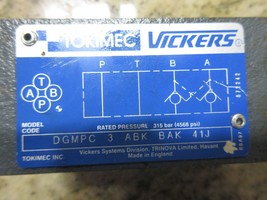 TOKIMEC VICKERS
P T B A
T
A B
P
MODEL
CODE
RATED PRESSURE 315 bar (4568 psi)
DGMPC 3 ABK BAK 41J
TOKIMEC INC
Vickers Systems Division, TRINOVA Limited, Havant
Made in England